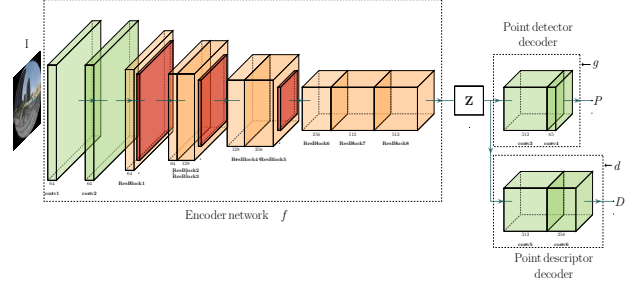 I
64
conv1
64
conv2
64
ResBlock1
64 128
ResBlock2
ResBlock3
128 256
ResBlock4 ResBlock5
256
ResBlock6
512
ResBlock7
512
ResBlock8
Encoder network f
Z
Point detector
decoder
g
P
512
conv3
65
conv4
d
D
512
conv5
256
conv6
Point descriptor
decoder